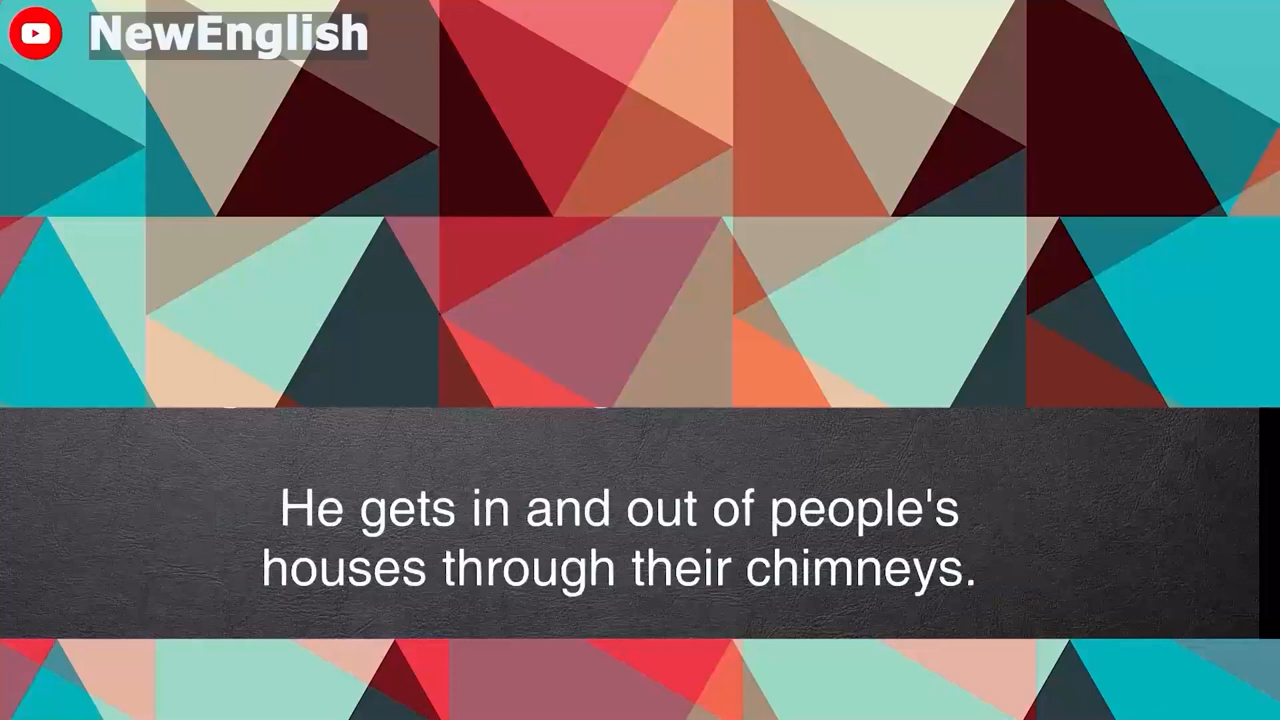 NewEnglish
He gets in and out of people's
houses through their chimneys.